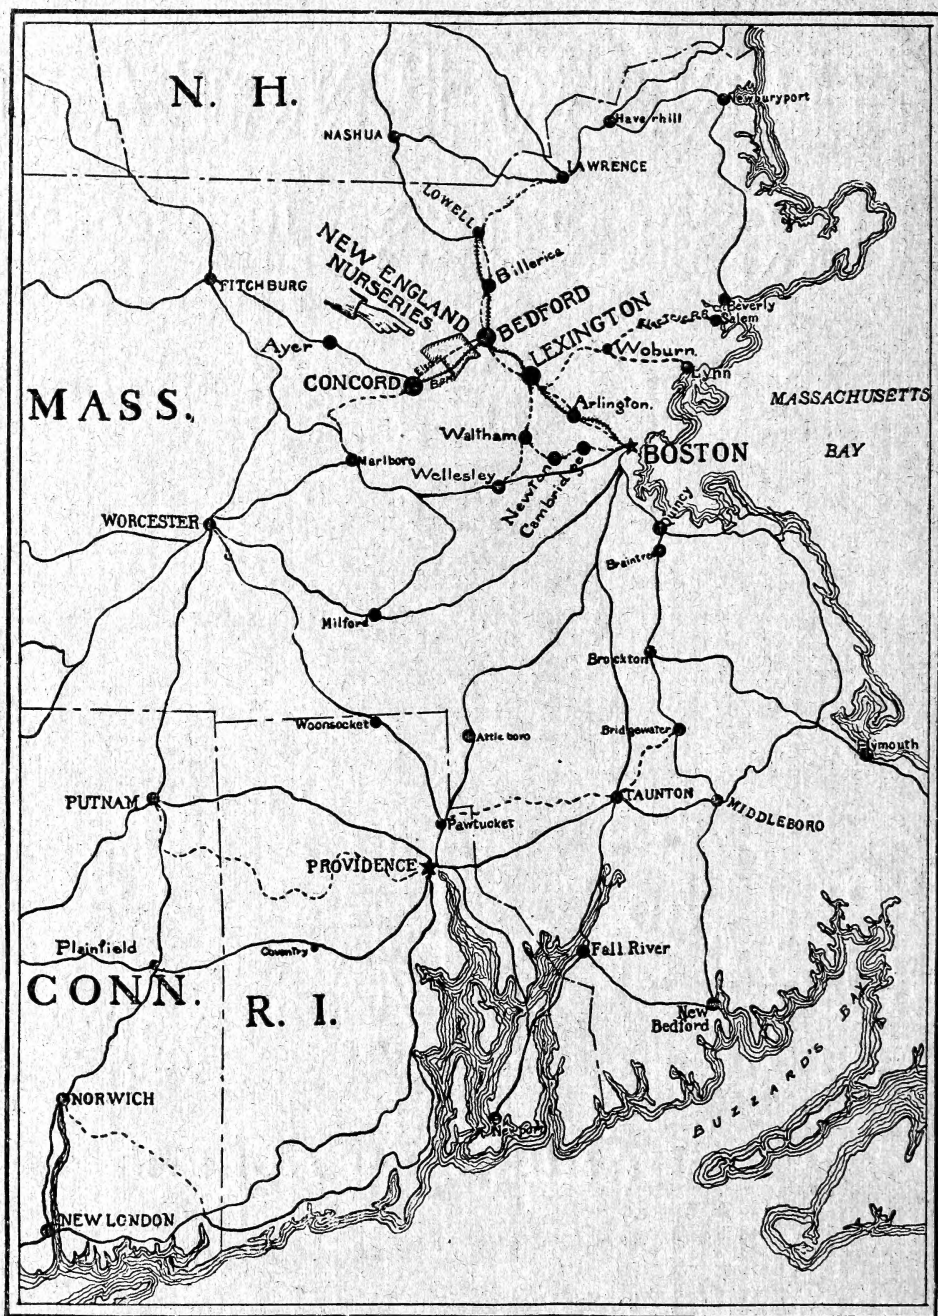 N. H.
Newburyport
Haverhill
NASHUA
LAWRENCE
LOWELL
NEW ENGLAND
NURSERIES
Billerica
FITCHBURG
BEDFORD
Beverly
Salem
LEXINGTON
Ayer
Woburn.
Lynn
CONCORD
MASS.
Arlington.
MASSACHUSETTS
BAY
Waltham
BOSTON
Marlboro
Wellesley
Newton
Cambridge
WORCESTER
Quincy
Braintree
Milford
Brockton
Woonsocket
Attleboro
Bridgewater
Plymouth
PUTNAM
TAUNTON
MIDDLEBORO
Pawtucket
PROVIDENCE
Plainfield
Coventry
Fall River
CONN.
R. I.
New
Bedford
BUZZARD'S BAY
NORWICH
Newport
NEW LONDON